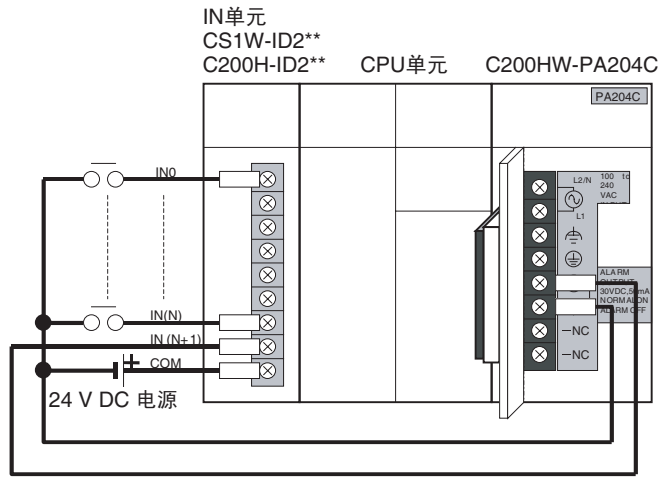 IN单元
CS1W-ID2**
C200H-ID2** CPU单元 C200HW-PA204C
PA204C
IN0
L2/N 100
240
VAC
L1
ALARM
30VDC,50mA
NORMAL:ON
ALARM:OFF
IN(N)
IN (N+1)
NC
COM
NC
+
24 V DC 电源